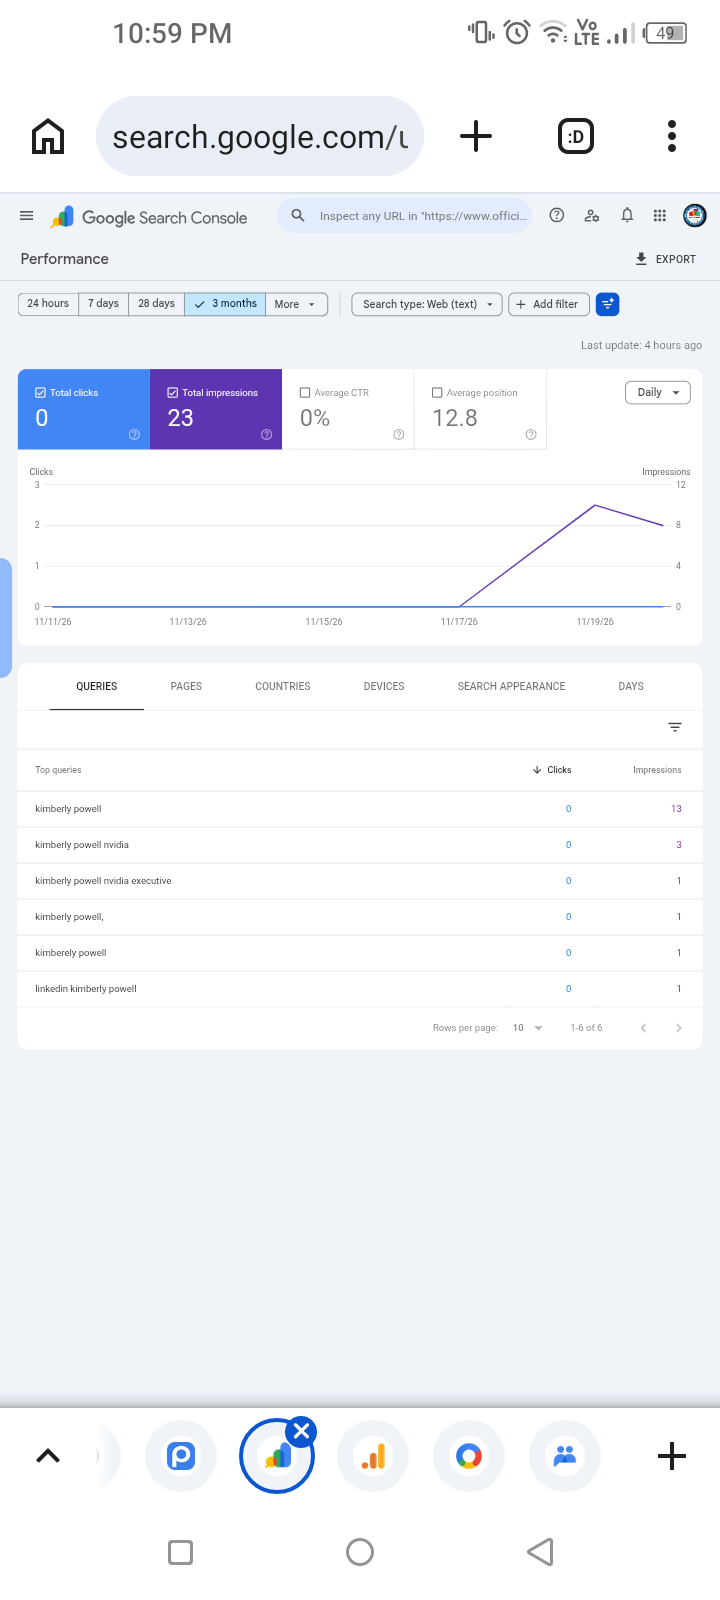 10:59 PM
Vo LTE
49
search.google.com/u
:D
Google Search Console
Inspect any URL in "https://www.offici...
Performance
EXPORT
24 hours 7 days 28 days 3 months More Search type: Web (text) Add filter
Last update: 4 hours ago
Total clicks Total impressions Average CTR Average position Daily
0 23 0% 12.8
Clicks Impressions
3 12
2 8
1 4
0 0
11/11/26 11/13/26 11/15/26 11/17/26 11/19/26
QUERIES PAGES COUNTRIES DEVICES SEARCH APPEARANCE DAYS
Top queries Clicks Impressions
kimberly powell 0 13
kimberly powell nvidia 0 3
kimberly powell nvidia executive 0 1
kimberly powell, 0 1
kimberely powell 0 1
linkedin kimberly powell 0 1
Rows per page: 10 1-6 of 6